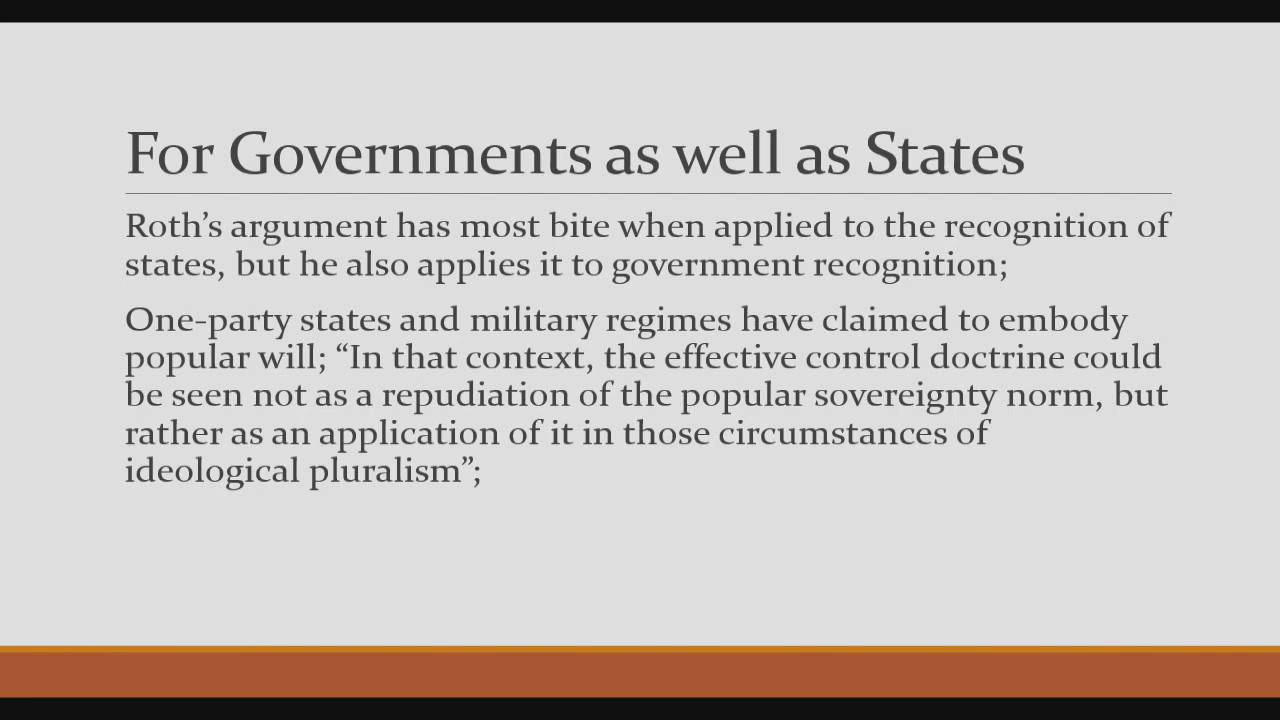 For Governments as well as States
Roth’s argument has most bite when applied to the recognition of
states, but he also applies it to government recognition;
One-party states and military regimes have claimed to embody
popular will; “In that context, the effective control doctrine could
be seen not as a repudiation of the popular sovereignty norm, but
rather as an application of it in those circumstances of
ideological pluralism”;